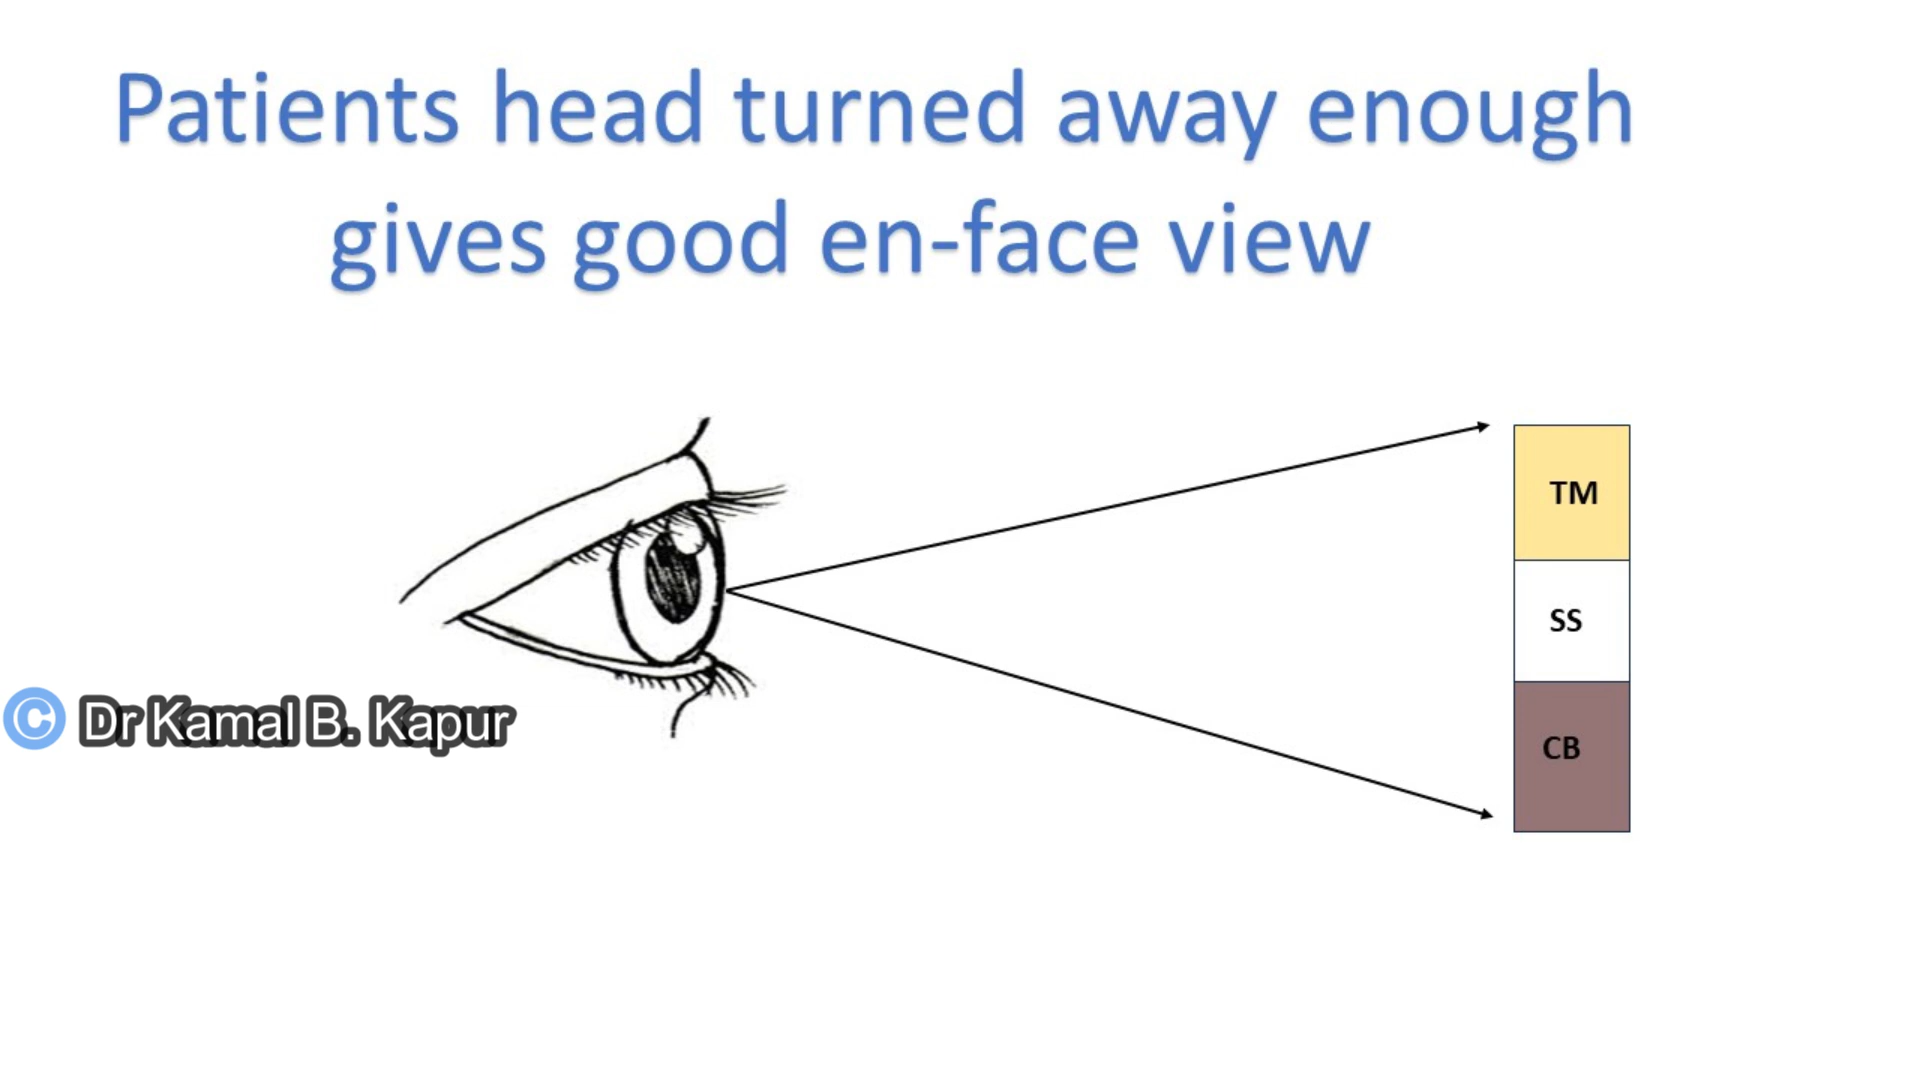 Patients head turned away enough
gives good en-face view
TM
SS
CB
© Dr Kamal B. Kapur